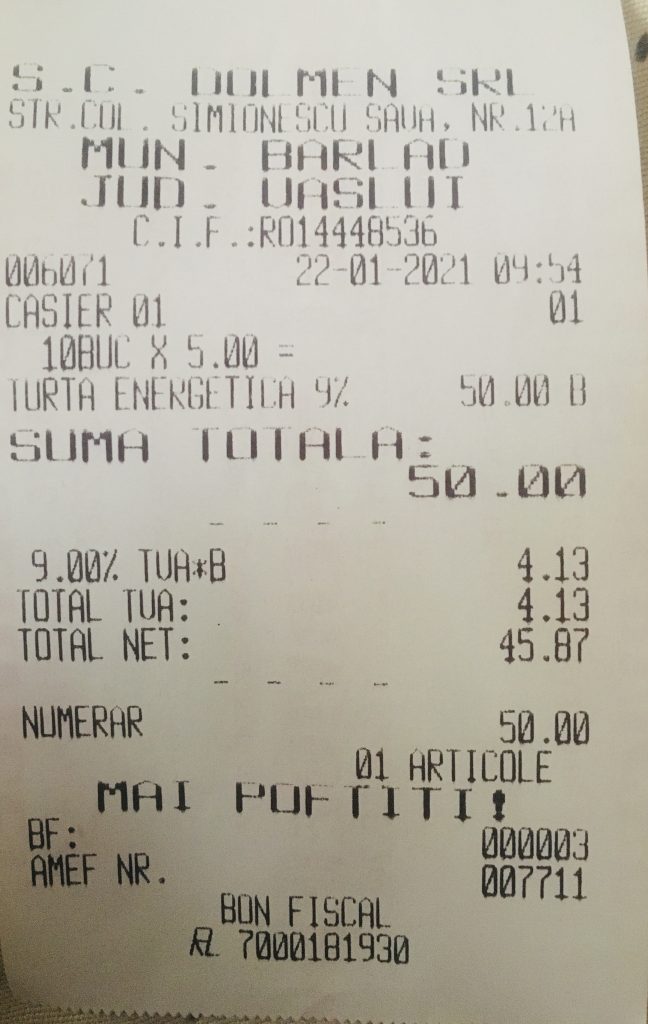 S.C. DOLMEN SRL
STR.COL. SIMIONESCU SAVA, NR.12A
MUN. BARLAD
JUD. VASLUI
C.I.F.:RO14448536
006071 22-01-2021 09:54
CASIER 01 01
10BUC X 5.00 =
TURTA ENERGETICA 9% 50.00 B
SUMA TOTALA:
50.00
- - - -
9.00% TVA*B 4.13
TOTAL TVA: 4.13
TOTAL NET: 45.87
- - - -
NUMERAR 50.00
01 ARTICOLE
MAI POFTITI!
BF: 000003
AMEF NR. 007711
BON FISCAL
7000181930